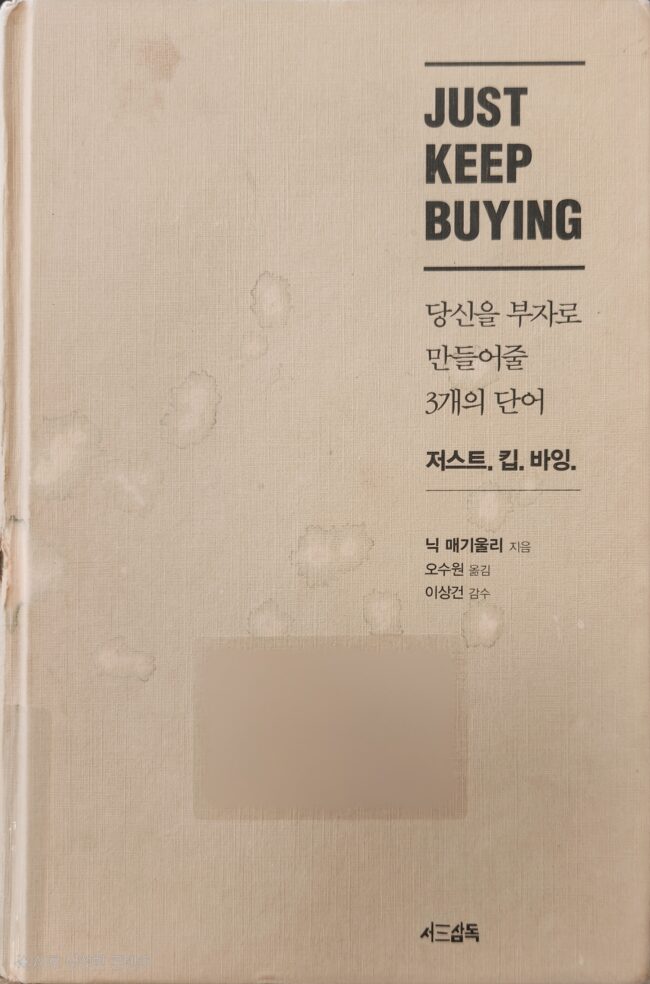 JUST
KEEP
BUYING
당신을 부자로
만들어줄
3개의 단어
저스트. 킵. 바잉.
닉 매기울리 지음
오수원 옮김
이상건 감수
서三삼독